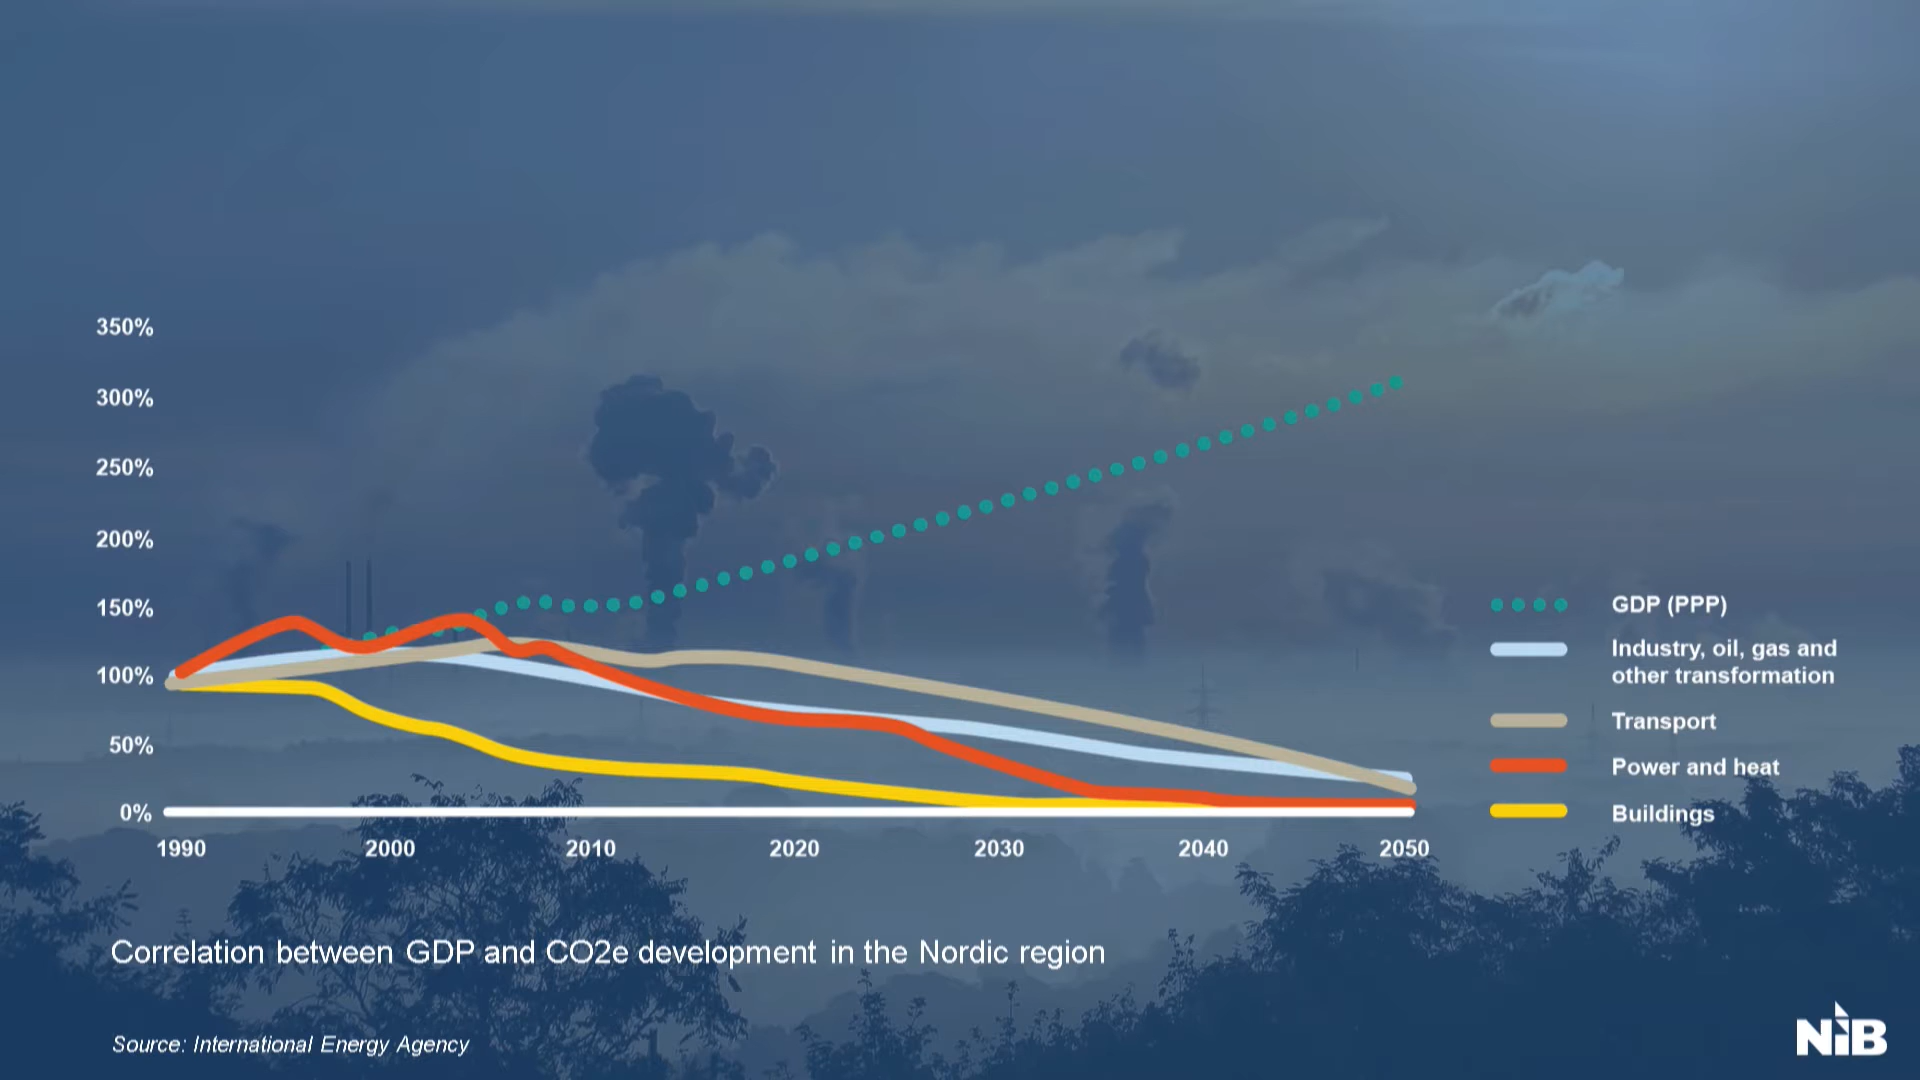 350%
300%
250%
200%
150%
100%
50%
0%
1990 2000 2010 2020 2030 2040 2050
GDP (PPP)
Industry, oil, gas and
other transformation
Transport
Power and heat
Buildings
Correlation between GDP and CO2e development in the Nordic region
Source: International Energy Agency
NIB